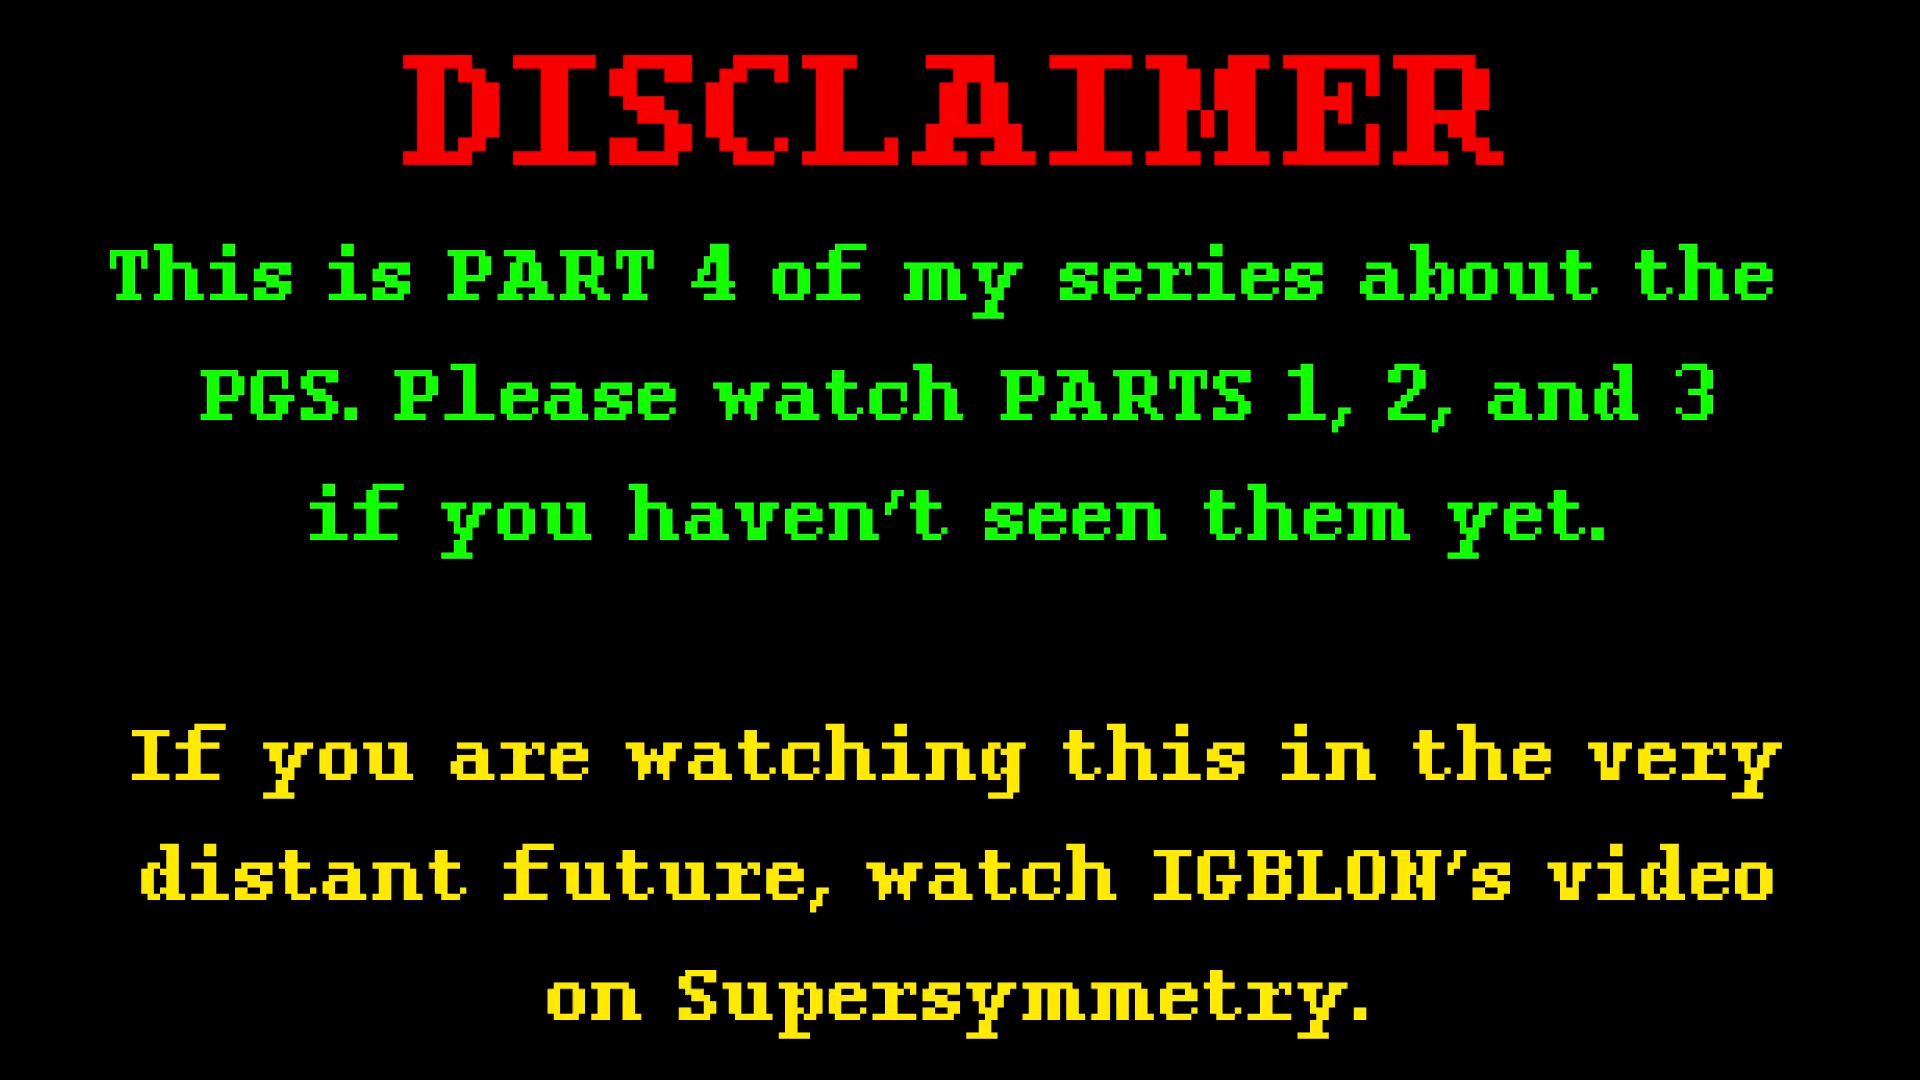 DISCLAIMER
This is PART 4 of my series about the
PGS. Please watch PARTS 1, 2, and 3
if you haven't seen them yet.
If you are watching this in the very
distant future, watch IGBLON's video
on Supersymmetry.